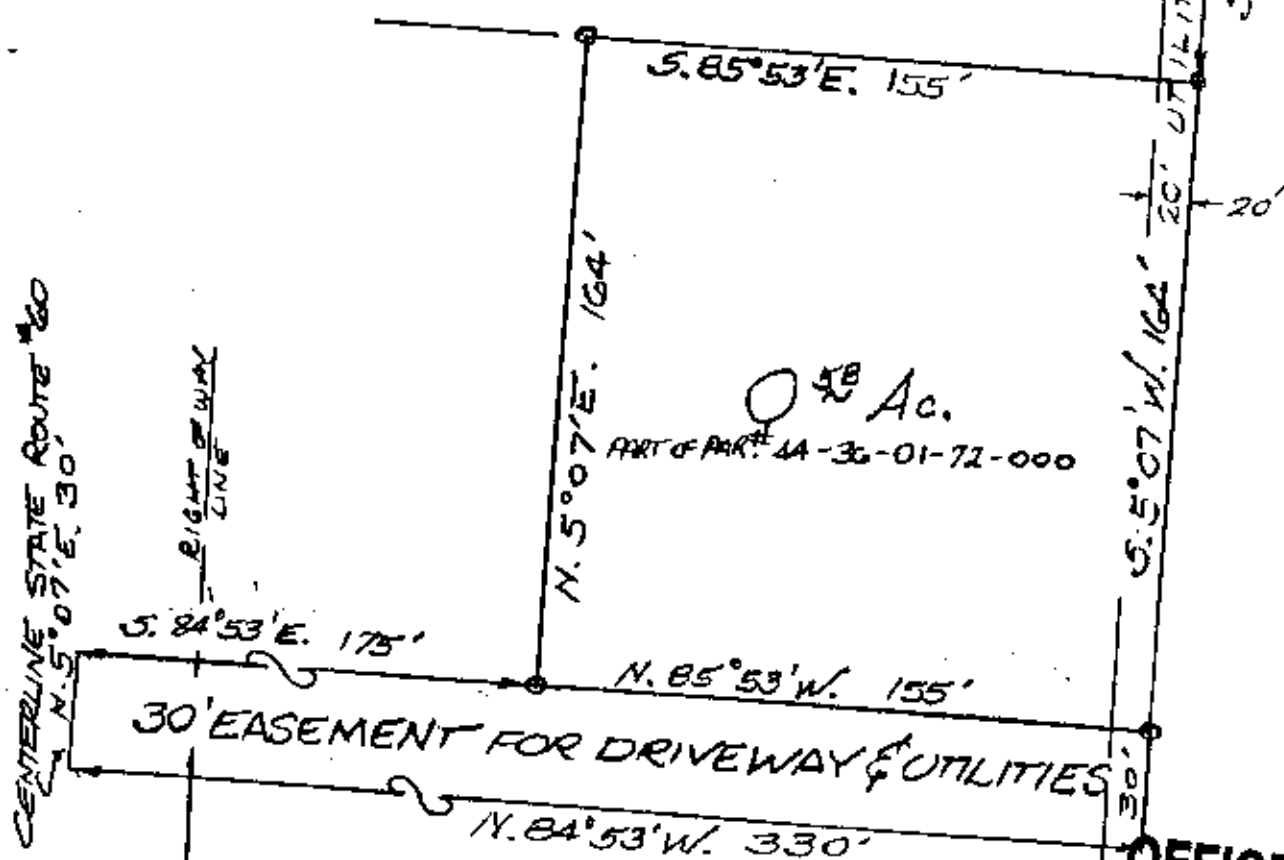 S. 85°53'E. 155'
20'
20'
N. 5°07'E. 164'
S. 5°07'W. 164'
58 Ac.
PART OF PAR.# 44-36-01-72-000
CENTERLINE STATE ROUTE #60
N. 5°07'E. 30'
RIGHT OF WAY
LINE
S. 84°53'E. 175'
N. 85°53'W. 155'
30' EASEMENT FOR DRIVEWAY & UTILITIES
30'
N. 84°53'W. 330'